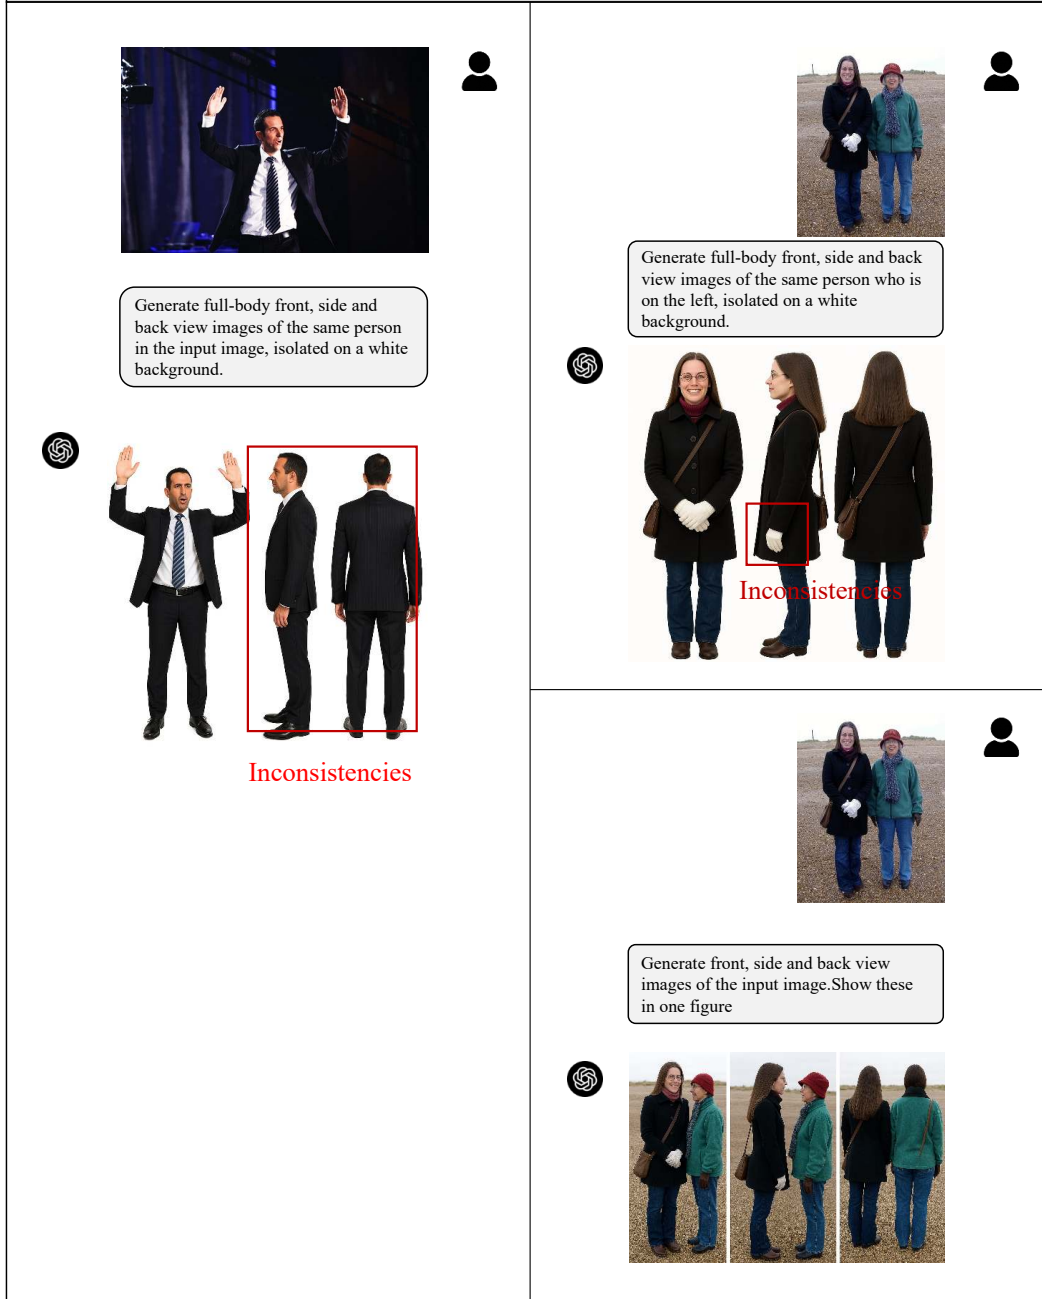 Generate full-body front, side and
back view images of the same person
in the input image, isolated on a white
background.
Inconsistencies
Generate full-body front, side and back
view images of the same person who is
on the left, isolated on a white
background.
Inconsistencies
Generate front, side and back view
images of the input image.Show these
in one figure